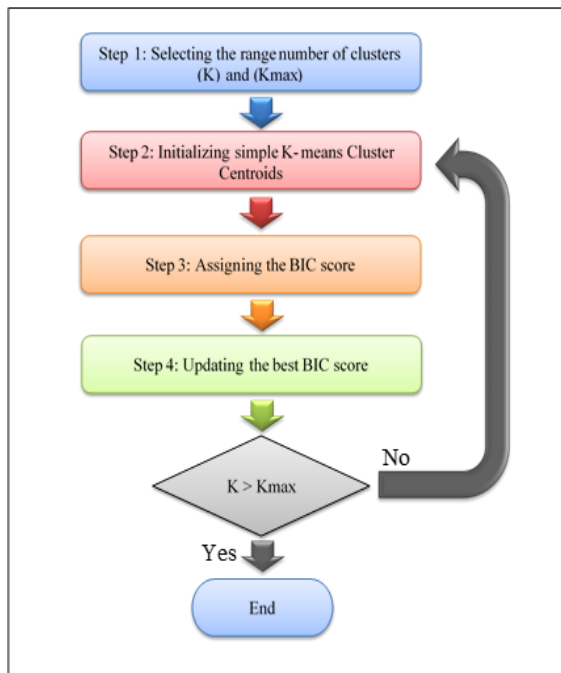 Step 1: Selecting the range number of clusters
(K) and (Kmax)
Step 2: Initializing simple K-means Cluster
Centroids
Step 3: Assigning the BIC score
Step 4: Updating the best BIC score
K > Kmax
No
Yes
End